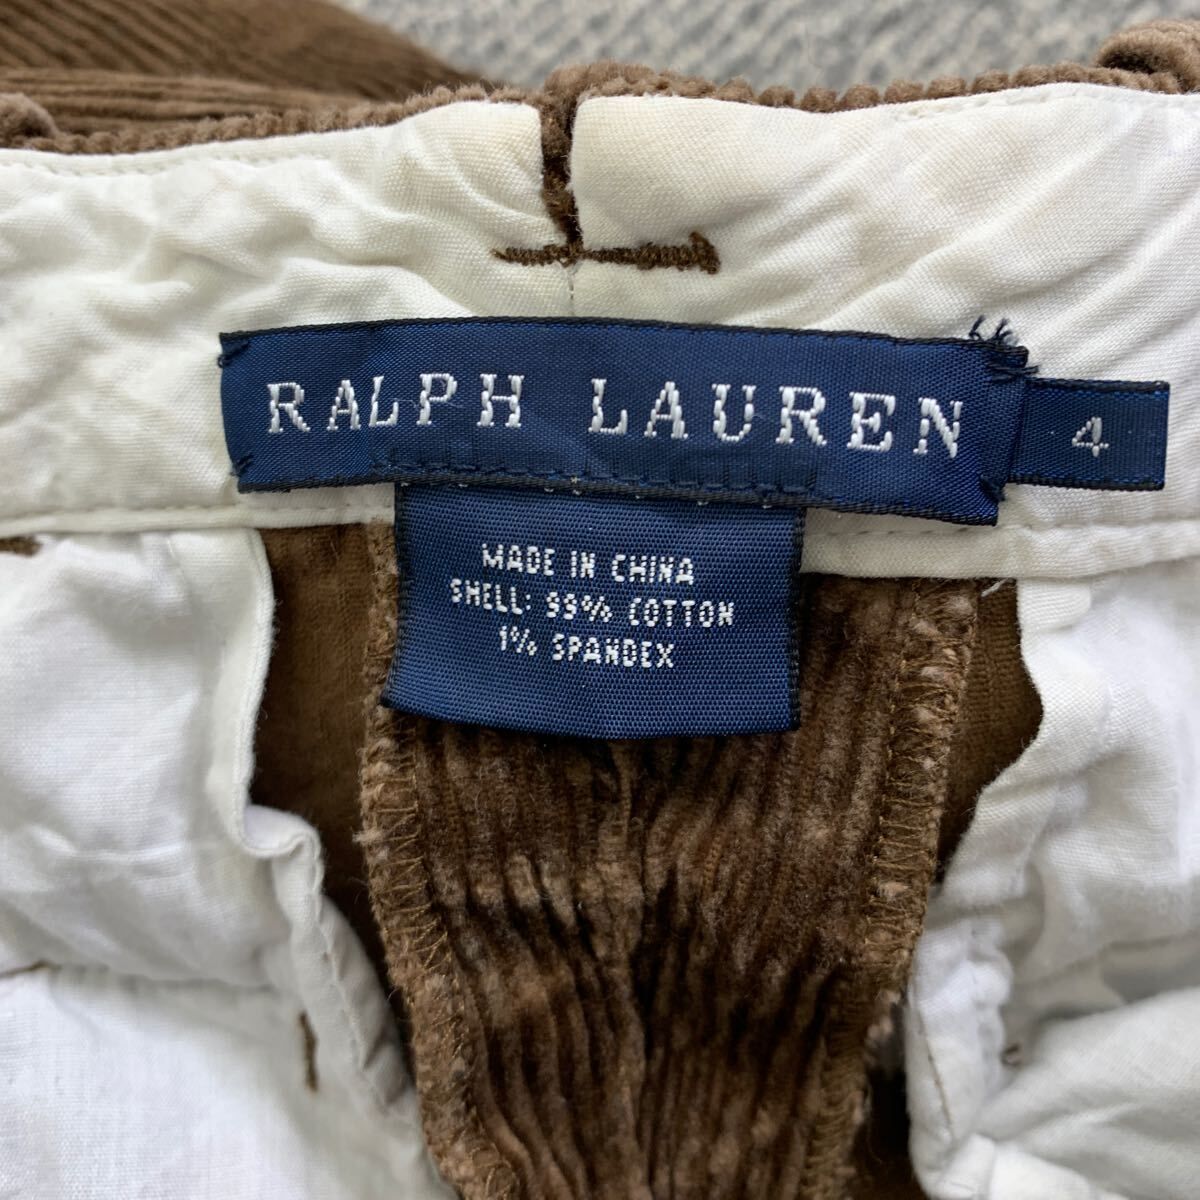 RALPH LAUREN
4
MADE IN CHINA
SHELL: 99% COTTON
1% SPANDEX